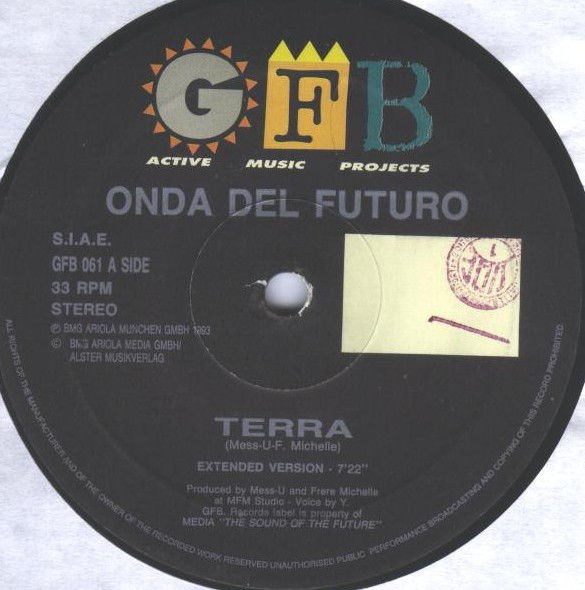 GFB
ACTIVE MUSIC PROJECTS
ONDA DEL FUTURO
S.I.A.E.
GFB 061 A SIDE
33 RPM
STEREO
℗ BMG ARIOLA MUNCHEN GMBH 1993
© BMG ARIOLA MEDIA GMBH/
ALSTER MUSIKVERLAG
TERRA
(Mess-U-F. Michelle)
EXTENDED VERSION - 7'22"
Produced by Mess-U and Frere Michelle
at MFM Studio - Voice by Y.
GFB. Records label is property of
MEDIA "THE SOUND OF THE FUTURE"
ALL RIGHTS OF THE MANUFACTURER AND OF THE OWNER OF THE RECORDED WORK RESERVED UNAUTHORISED PUBLIC PERFORMANCE BROADCASTING AND COPYING OF THIS RECORD PROHIBITED